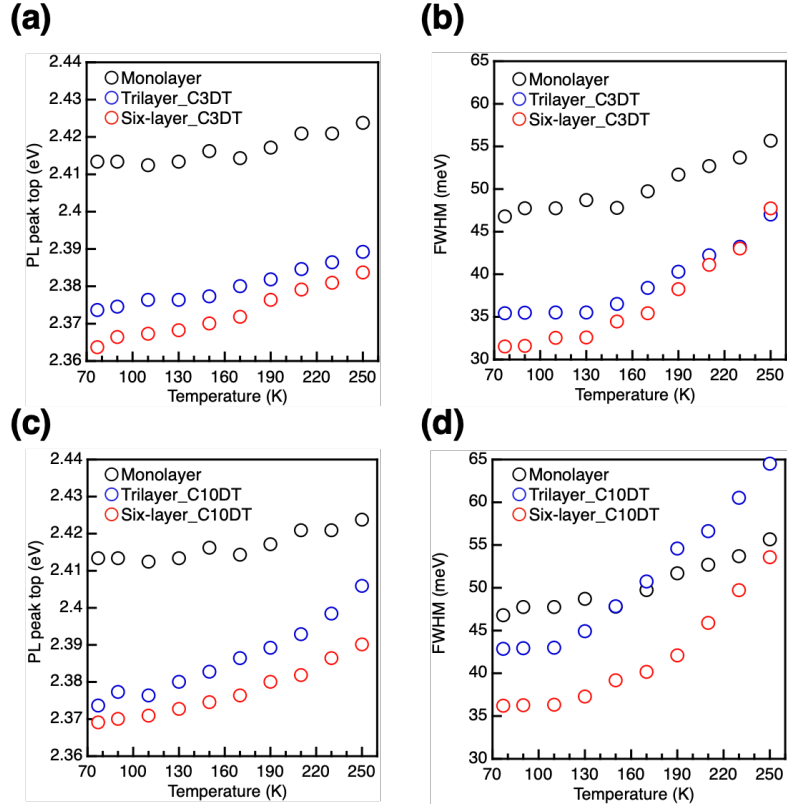 (a)
PL peak top (eV)
2.44
2.43
2.42
2.41
2.4
2.39
2.38
2.37
2.36
Monolayer
Trilayer_C3DT
Six-layer_C3DT
70 100 130 160 190 220 250
Temperature (K)
(b)
FWHM (meV)
65
60
55
50
45
40
35
30
Monolayer
Trilayer_C3DT
Six-layer_C3DT
70 100 130 160 190 220 250
Temperature (K)
(c)
PL peak top (eV)
2.44
2.43
2.42
2.41
2.4
2.39
2.38
2.37
2.36
Monolayer
Trilayer_C10DT
Six-layer_C10DT
70 100 130 160 190 220 250
Temperature (K)
(d)
FWHM (meV)
65
60
55
50
45
40
35
30
Monolayer
Trilayer_C10DT
Six-layer_C10DT
70 100 130 160 190 220 250
Temperature (K)